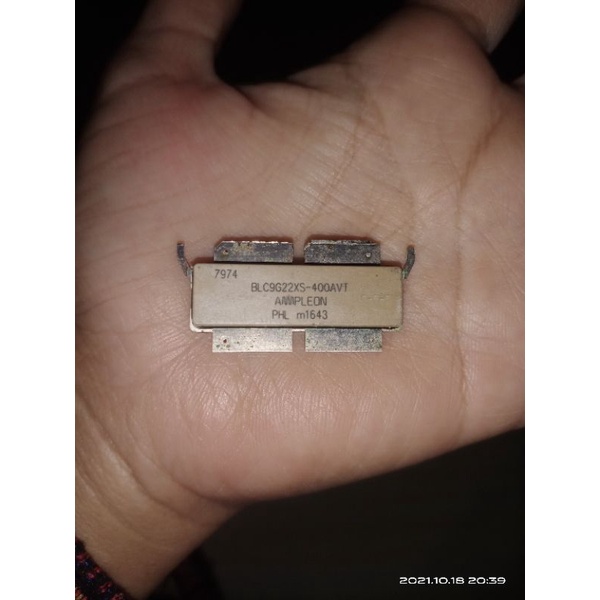 7974
BLC9G22XS-400AVT
AMPLEON
PHL m1643
2021.10.18 20:39